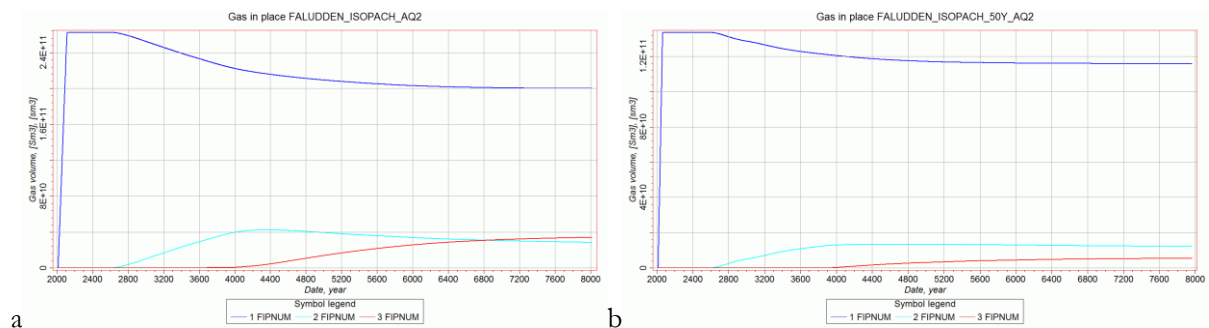 Gas in place FALUDDEN_ISOPACH_AQ2
Gas volume, [Sm3], [sm3]
2.4E+11
1.6E+11
8E+10
0
2000 2400 2800 3200 3600 4000 4400 4800 5200 5600 6000 6400 6800 7200 7600 8000
Date, year
Symbol legend
1 FIPNUM 2 FIPNUM 3 FIPNUM
a
Gas in place FALUDDEN_ISOPACH_50Y_AQ2
Gas volume, [Sm3], [sm3]
1.2E+11
8E+10
4E+10
0
2000 2400 2800 3200 3600 4000 4400 4800 5200 5600 6000 6400 6800 7200 7600 8000
Date, year
Symbol legend
1 FIPNUM 2 FIPNUM 3 FIPNUM
b